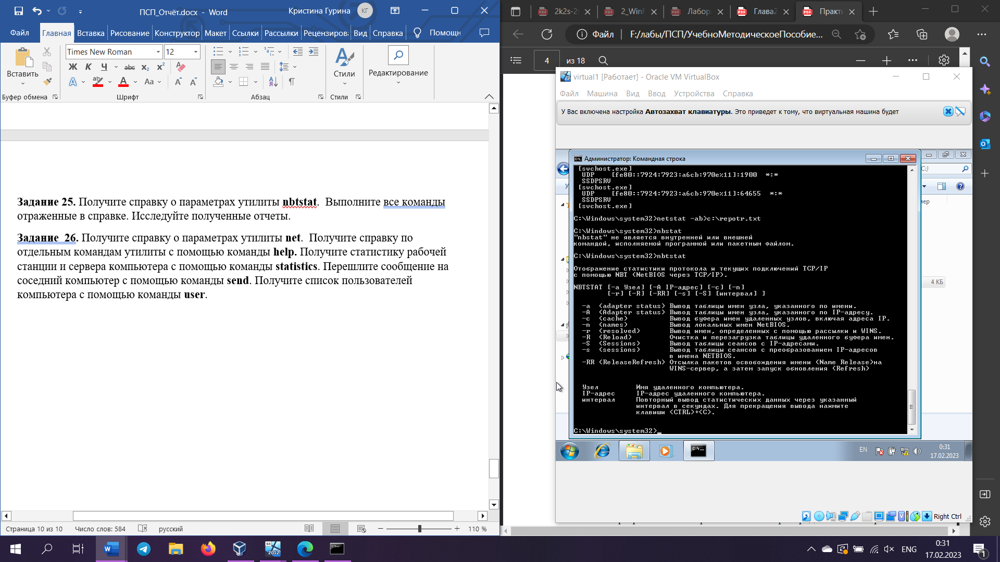 ПСП_Отчёт.docx - Word
Кристина Гурина
КГ
Файл Главная Вставка Рисование Конструктор Макет Ссылки Рассылки Рецензирова Вид Справка Помощн
Вставить
Times New Roman 12
Ж К Ч abc x₂ x²
Aa
Стили
Редактирование
Буфер обмена Шрифт Абзац Стили
Задание 25. Получите справку о параметрах утилиты nbtstat. Выполните все команды
отраженные в справке. Исследуйте полученные отчеты.
Задание 26. Получите справку о параметрах утилиты net. Получите справку по
отдельным командам утилиты с помощью команды help. Получите статистику рабочей
станции и сервера компьютера с помощью команды statistics. Перешлите сообщение на
соседний компьютер с помощью команды send. Получите список пользователей
компьютера с помощью команды user.
Страница 10 из 10 Число слов: 584 русский 110 %
2k2s-2 2_WinF Лабор Глава2 Практи
Файл F:/лабы/ПСП/УчебноМетодическоеПособие...
4 из 18
virtual1 [Работает] - Oracle VM VirtualBox
Файл Машина Вид Ввод Устройства Справка
У Вас включена настройка Автозахват клавиатуры. Это приведет к тому, что виртуальная машина будет
Администратор: Командная строка
[svchost.exe]
UDP [fe80::7924:7923:a6cb:970e%11]:1900 *:*
SSDPSRV
[svchost.exe]
UDP [fe80::7924:7923:a6cb:970e%11]:64655 *:*
SSDPSRV
[svchost.exe]
C:\Windows\system32>netstat -ab>c:\repotr.txt
C:\Windows\system32>nbstat
"nbstat" не является внутренней или внешней
командой, исполняемой программой или пакетным файлом.
C:\Windows\system32>nbtstat
Отображение статистики протокола и текущих подключений TCP/IP
с помощью NBT (NetBIOS через TCP/IP).
NBTSTAT [-a Узел] [-A IP-адрес] [-c] [-n]
[-r] [-R] [-RR] [-s] [-S] [интервал] ]
-a (adapter status) Вывод таблицы имен узла, указанного по имени.
-A (Adapter status) Вывод таблицы имен узла, указанного по IP-адресу.
-c (cache) Вывод буфера имен удаленных узлов, включая адреса IP.
-n (names) Вывод локальных имен NetBIOS.
-r (resolved) Вывод имен, определенных с помощью рассылки и WINS.
-R (Reload) Очистка и перезагрузка таблицы удаленного буфера имен.
-S (Sessions) Вывод таблицы сеансов с IP-адресами.
-s (sessions) Вывод таблицы сеансов с преобразованием IP-адресов
в имена NETBIOS.
-RR (ReleaseRefresh) Отсылка пакетов освобождения имени (Name Release)на
WINS-сервер, а затем запуск обновления (Refresh)
Узел Имя удаленного компьютера.
IP-адрес IP-адрес удаленного компьютера.
интервал Повторный вывод статистических данных через указанный
интервал в секундах. Для прекращения вывода нажмите
клавиши <CTRL>+<C>.
C:\Windows\system32>_
4 КБ
EN 0:31
17.02.2023
Right Ctrl
ENG 0:31
17.02.2023
1